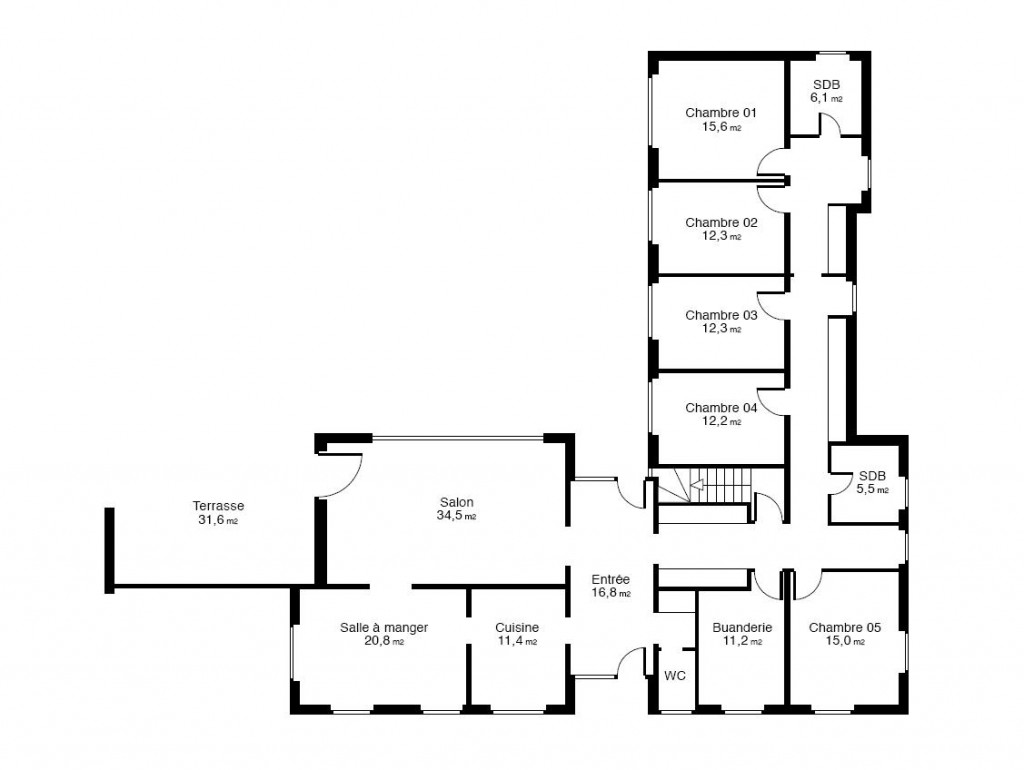 SDB
6,1 m2
Chambre 01
15,6 m2
Chambre 02
12,3 m2
Chambre 03
12,3 m2
Chambre 04
12,2 m2
SDB
5,5 m2
Terrasse
31,6 m2
Salon
34,5 m2
Entrée
16,8 m2
Salle à manger
20,8 m2
Cuisine
11,4 m2
Buanderie
11,2 m2
Chambre 05
15,0 m2
WC